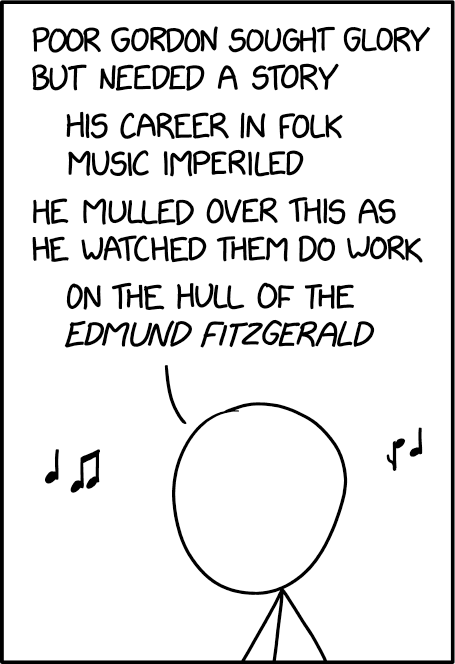 POOR GORDON SOUGHT GLORY
BUT NEEDED A STORY
HIS CAREER IN FOLK
MUSIC IMPERILED
HE MULLED OVER THIS AS
HE WATCHED THEM DO WORK
ON THE HULL OF THE
EDMUND FITZGERALD